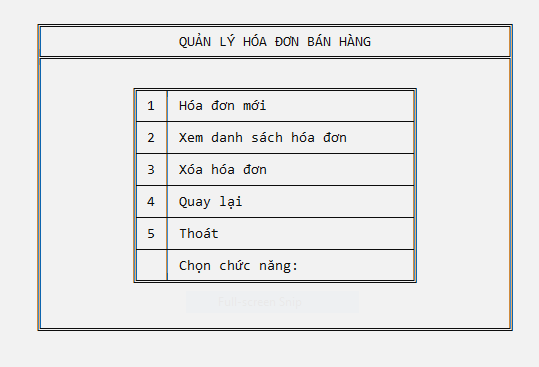 QUẢN LÝ HÓA ĐƠN BÁN HÀNG
1 Hóa đơn mới
2 Xem danh sách hóa đơn
3 Xóa hóa đơn
4 Quay lại
5 Thoát
Chọn chức năng: